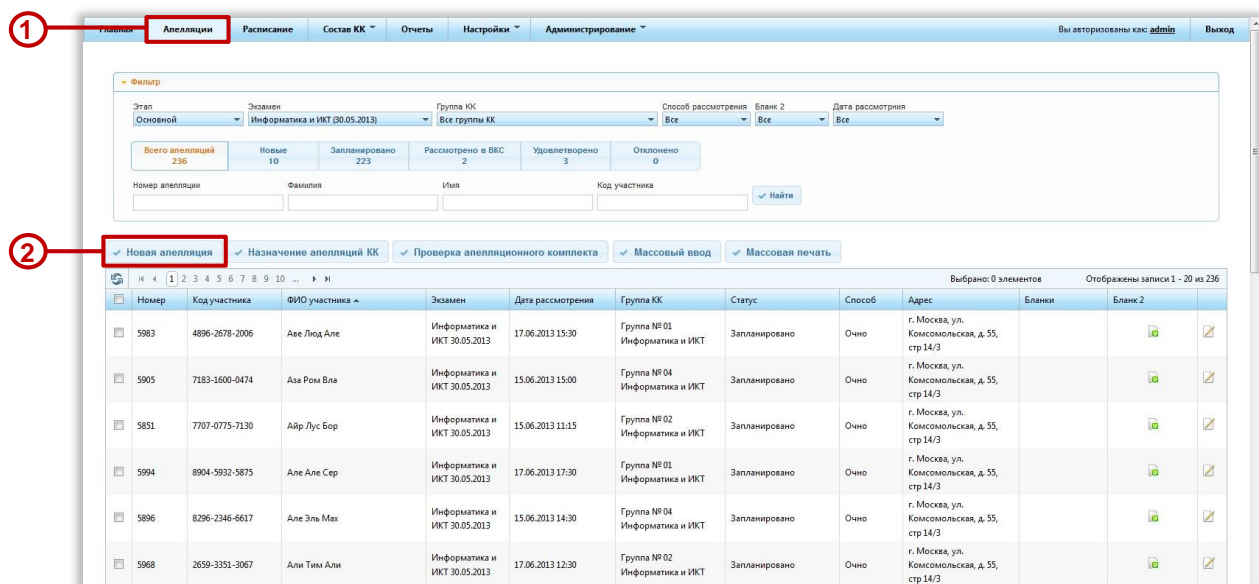 1
Главная Апелляции Расписание Состав КК Отчеты Настройки Администрирование Вы авторизованы как: admin Выход
Фильтр
Этап Экзамен Группа КК Способ рассмотрения Бланк 2 Дата рассмотрния
Основной Информатика и ИКТ (30.05.2013) Все группы КК Все Все Все
Всего апелляций Новые Запланировано Рассмотрено в ВКС Удовлетворено Отклонено
236 10 223 2 3 0
Номер апелляции Фамилия Имя Код участника
Найти
2
Новая апелляция Назначение апелляций КК Проверка апелляционного комплекта Массовый ввод Массовая печать
1 2 3 4 5 6 7 8 9 10 ... Выбрано: 0 элементов Отображены записи 1 - 20 из 236
Номер Код участника ФИО участника Экзамен Дата рассмотрения Группа КК Статус Способ Адрес Бланки Бланк 2
г. Москва, ул.
5983 4896-2678-2006 Аве Люд Але Информатика и ИКТ 30.05.2013 17.06.2013 15:30 Группа № 01 Информатика и ИКТ Запланировано Очно Комсомольская, д. 55,
стр 14/3
г. Москва, ул.
5905 7183-1600-0474 Аза Ром Вла Информатика и ИКТ 30.05.2013 15.06.2013 15:00 Группа № 04 Информатика и ИКТ Запланировано Очно Комсомольская, д. 55,
стр 14/3
г. Москва, ул.
5851 7707-0775-7130 Айр Лус Бор Информатика и ИКТ 30.05.2013 15.06.2013 11:15 Группа № 02 Информатика и ИКТ Запланировано Очно Комсомольская, д. 55,
стр 14/3
г. Москва, ул.
5994 8904-5932-5875 Але Але Сер Информатика и ИКТ 30.05.2013 17.06.2013 17:30 Группа № 01 Информатика и ИКТ Запланировано Очно Комсомольская, д. 55,
стр 14/3
г. Москва, ул.
5896 8296-2346-6617 Але Эль Мах Информатика и ИКТ 30.05.2013 15.06.2013 14:30 Группа № 04 Информатика и ИКТ Запланировано Очно Комсомольская, д. 55,
стр 14/3
г. Москва, ул.
5968 2659-3351-3067 Али Тим Али Информатика и ИКТ 30.05.2013 17.06.2013 12:30 Группа № 02 Информатика и ИКТ Запланировано Очно Комсомольская, д. 55,
стр 14/3